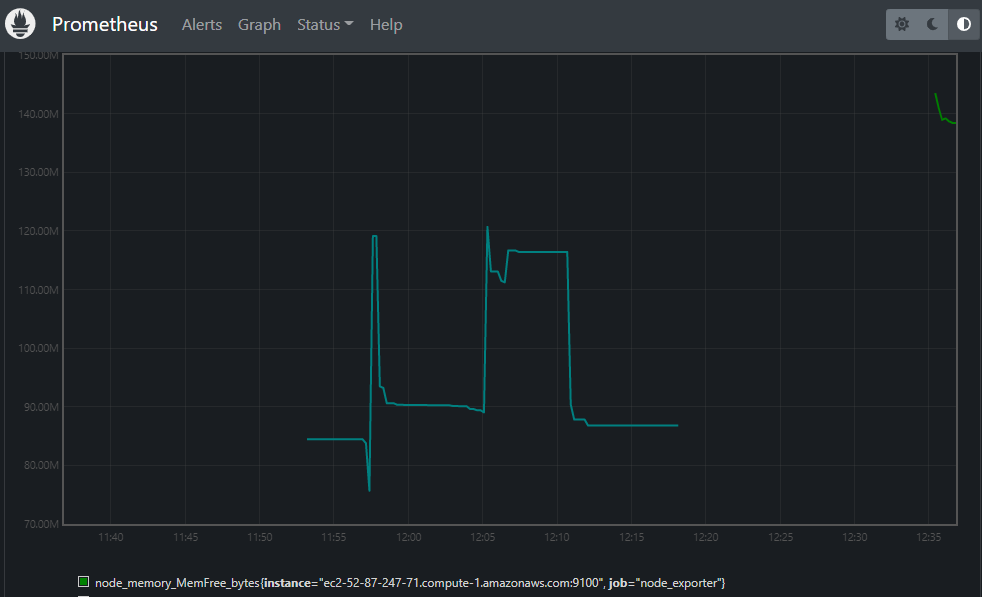 Prometheus Alerts Graph Status Help
150.00M
140.00M
130.00M
120.00M
110.00M
100.00M
90.00M
80.00M
70.00M
11:40 11:45 11:50 11:55 12:00 12:05 12:10 12:15 12:20 12:25 12:30 12:35
node_memory_MemFree_bytes{instance="ec2-52-87-247-71.compute-1.amazonaws.com:9100", job="node_exporter"}